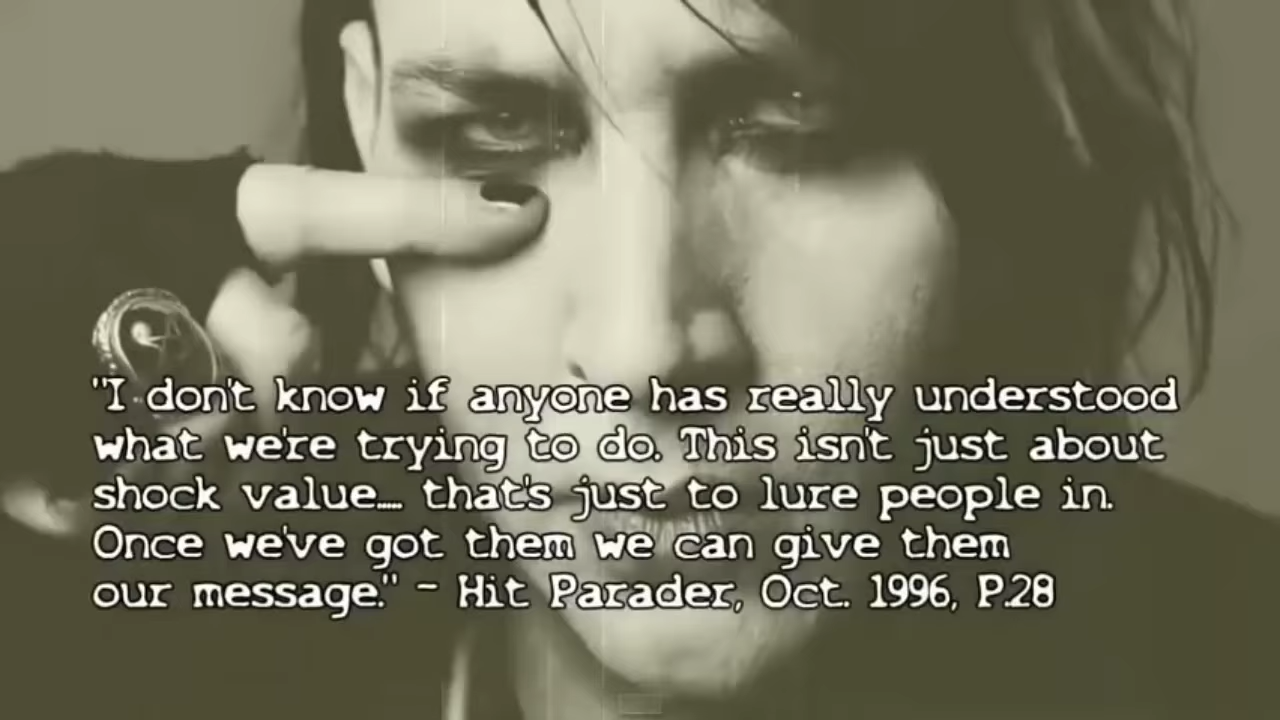 "I don't know if anyone has really understood
what we're trying to do. This isn't just about
shock value.... that's just to lure people in.
Once we've got them we can give them
our message." - Hit Parader, Oct. 1996, P.28